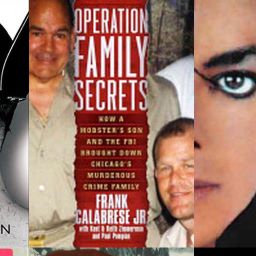 OPERATION
FAMILY
SECRETS
HOW A
MOBSTER'S SON
AND THE FBI
BROUGHT DOWN
CHICAGO'S
MURDEROUS
CRIME FAMILY
FRANK
CALABRESE JR
with Keith & Kent Zimmerman
and Paul Pompian
N